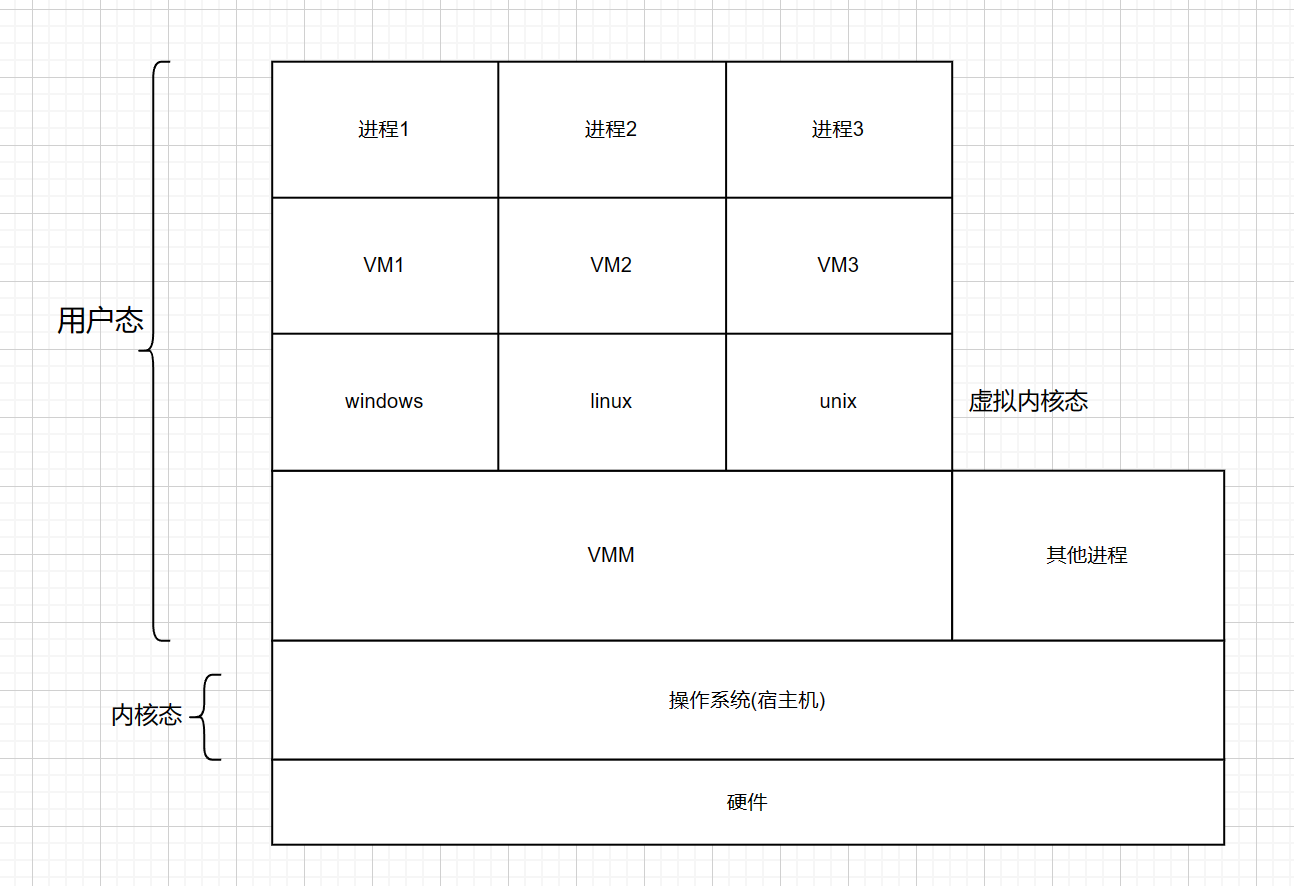 进程1
进程2
进程3
VM1
VM2
VM3
用户态
windows
linux
unix
虚拟内核态
VMM
其他进程
操作系统(宿主机)
内核态
硬件